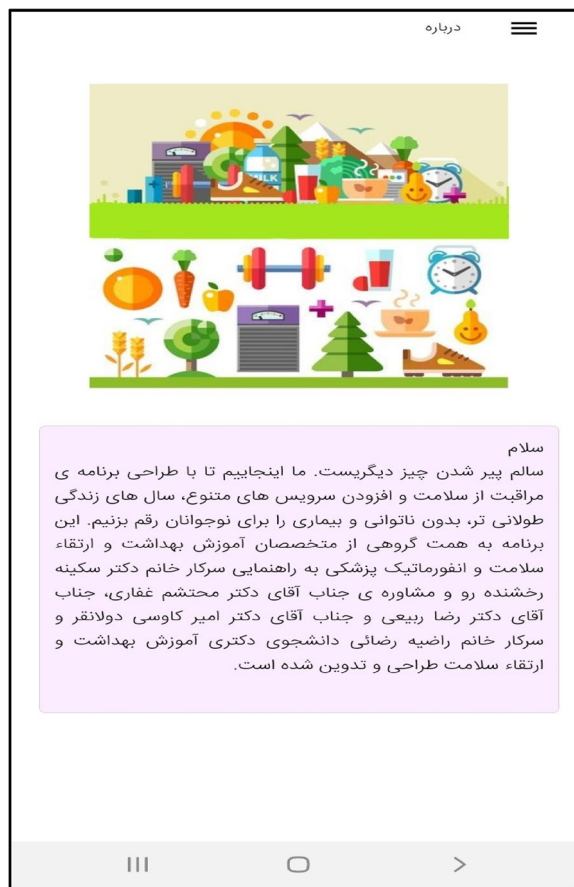 درباره
MILK
سلام
سالم پیر شدن چیز دیگریست. ما اینجاییم تا با طراحی برنامه ی
مراقبت از سلامت و افزودن سرویس های متنوع، سال های زندگی
طولانی تر، بدون ناتوانی و بیماری را برای نوجوانان رقم بزنیم. این
برنامه به همت گروهی از متخصصان آموزش بهداشت و ارتقاء
سلامت و انفورماتیک پزشکی به راهنمایی سرکار خانم دکتر سکینه
رخشنده رو و مشاوره ی جناب آقای دکتر محتشم غفاری، جناب
آقای دکتر رضا ربیعی و جناب آقای دکتر امیر کاوسی دولانقر و
سرکار خانم راضیه رضائی دانشجوی دکتری آموزش بهداشت و
ارتقاء سلامت طراحی و تدوین شده است.